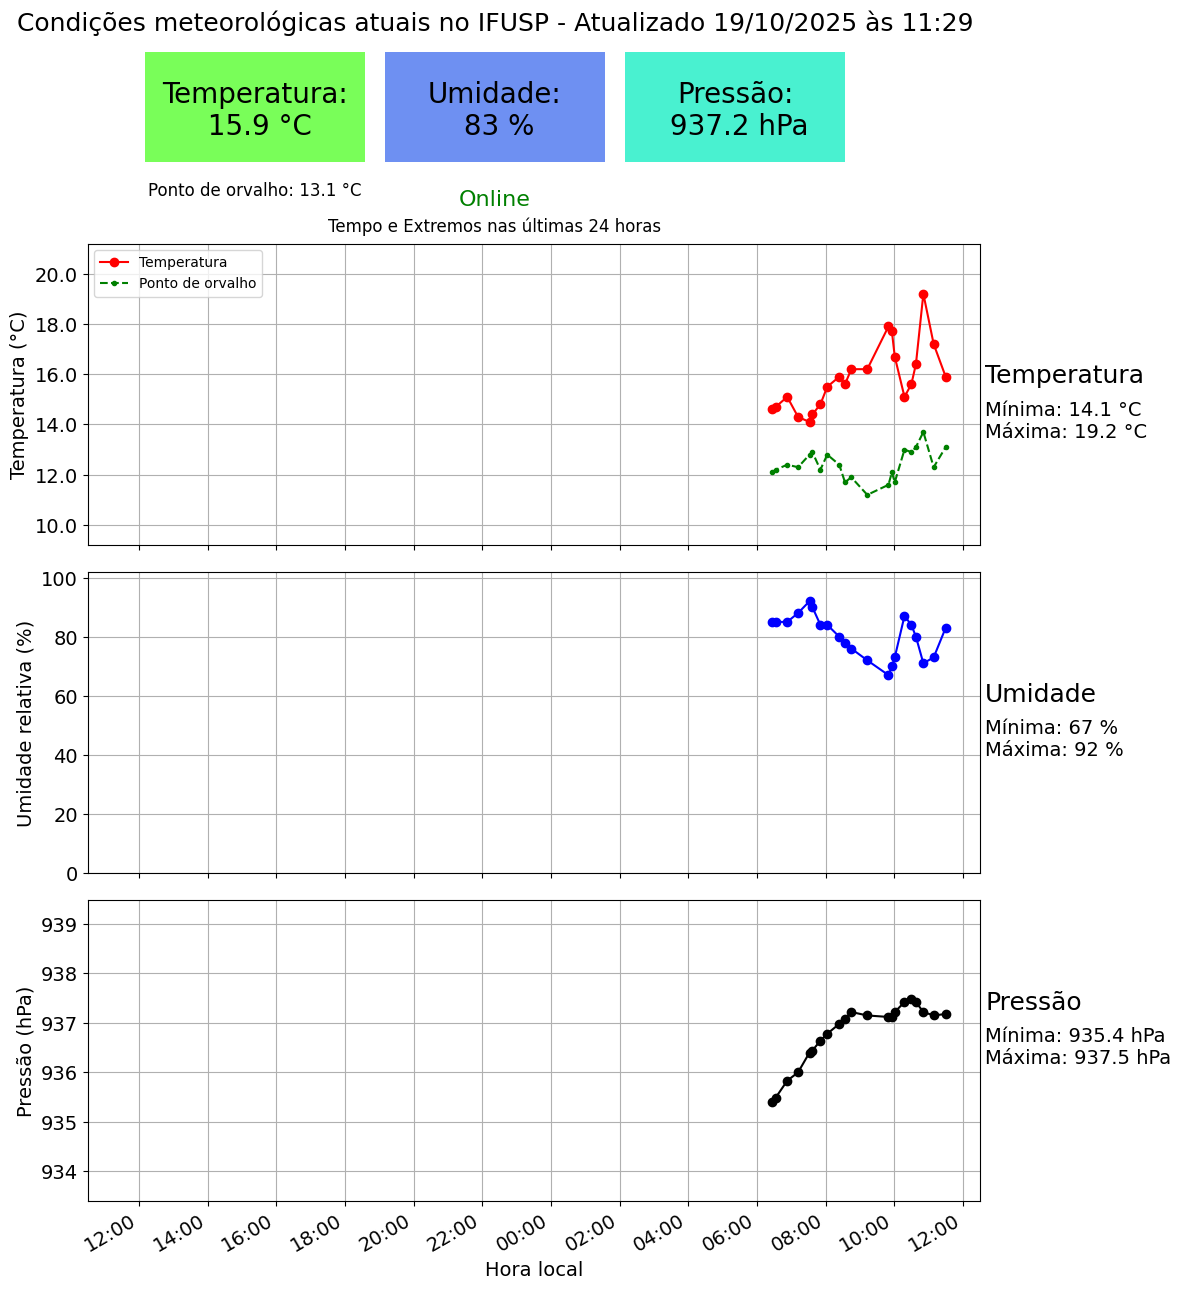 Condições meteorológicas atuais no IFUSP - Atualizado 19/10/2025 às 11:29
Temperatura:
15.9 °C
Umidade:
83 %
Pressão:
937.2 hPa
Ponto de orvalho: 13.1 °C
Online
Tempo e Extremos nas últimas 24 horas
Temperatura
Ponto de orvalho
Temperatura (°C)
20.0
18.0
16.0
14.0
12.0
10.0
Temperatura
Mínima: 14.1 °C
Máxima: 19.2 °C
Umidade relativa (%)
100
80
60
40
20
0
Umidade
Mínima: 67 %
Máxima: 92 %
Pressão (hPa)
939
938
937
936
935
934
Pressão
Mínima: 935.4 hPa
Máxima: 937.5 hPa
12:00 14:00 16:00 18:00 20:00 22:00 00:00 02:00 04:00 06:00 08:00 10:00 12:00
Hora local